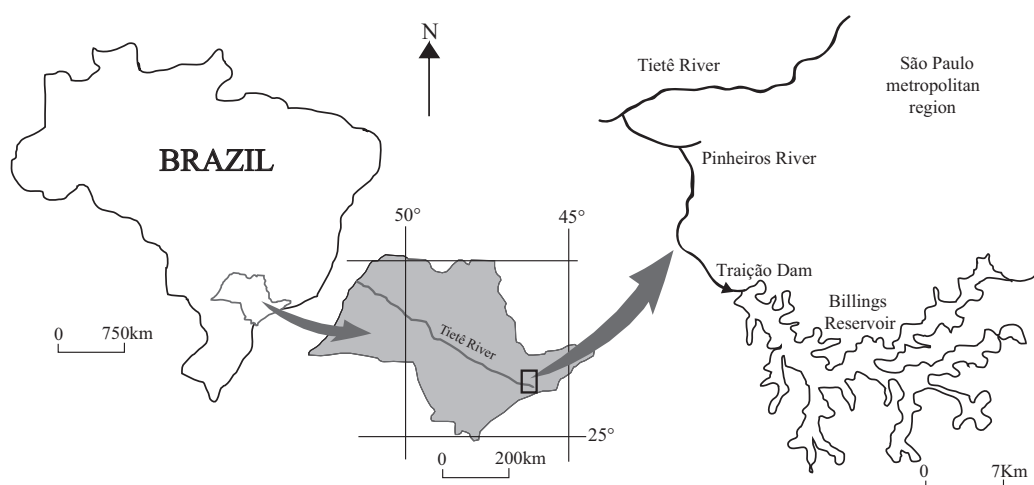 BRAZIL
0 750km
N
50°
45°
Tietê River
25°
0 200km
Tietê River
São Paulo
metropolitan
region
Pinheiros River
Traição Dam
Billings
Reservoir
0 7Km